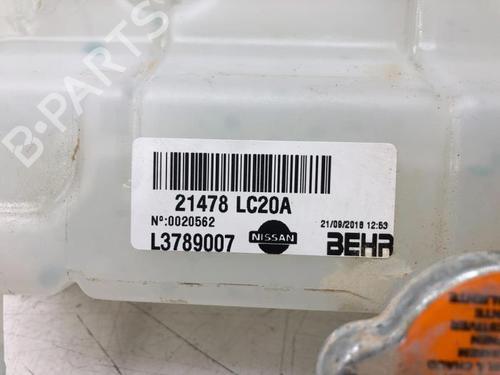 B-PARTS
21478 LC20A
Nº:0020562
21/09/2018 12:53
L3789007
NISSAN
BEHR